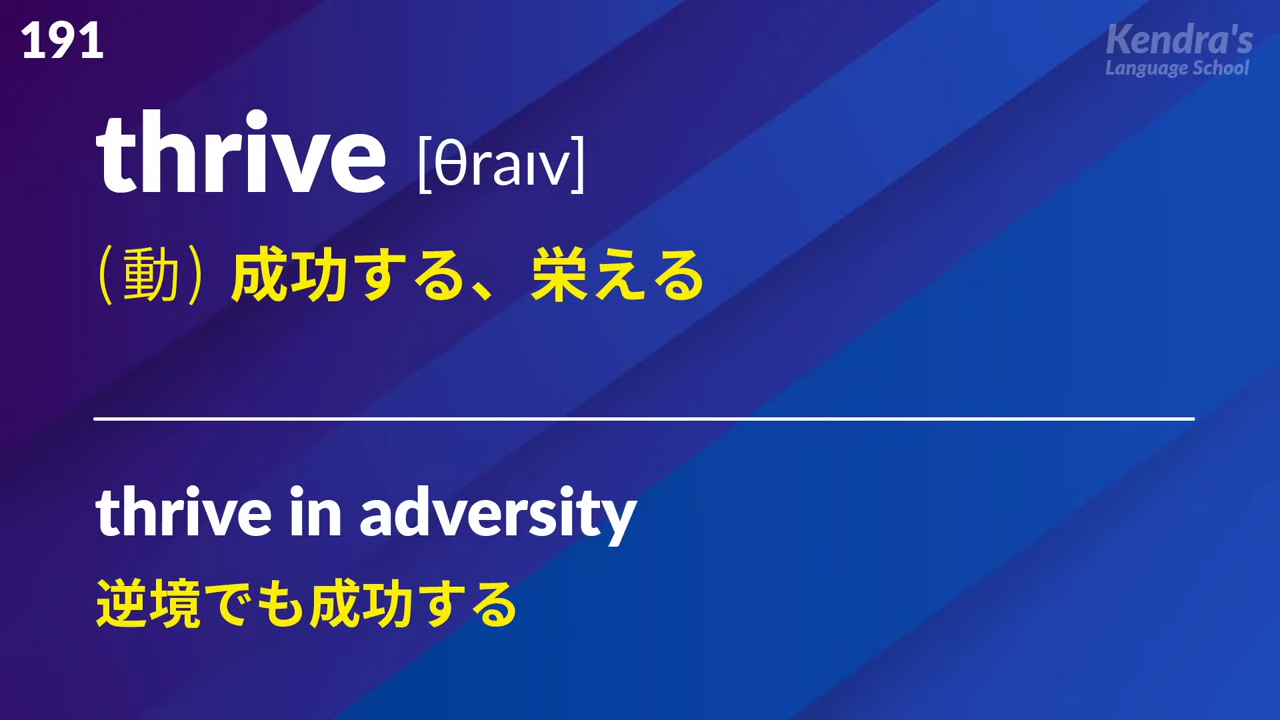 191
Kendra's
Language School
thrive [θraɪv]
(動) 成功する、栄える
thrive in adversity
逆境でも成功する